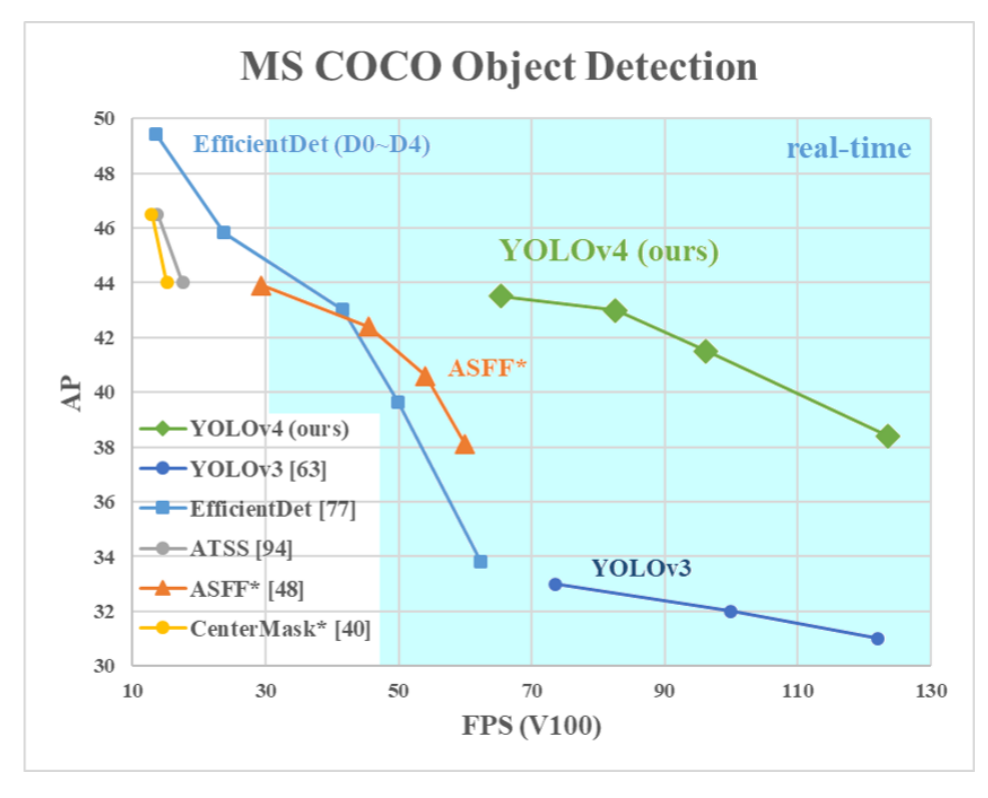 MS COCO Object Detection
50
EfficientDet (D0~D4)
real-time
48
46
YOLOv4 (ours)
44
42
ASFF*
40
AP
YOLOv4 (ours)
38
YOLOv3 [63]
36
EfficientDet [77]
34
ATSS [94]
YOLOv3
ASFF* [48]
32
CenterMask* [40]
30
10 30 50 70 90 110 130
FPS (V100)